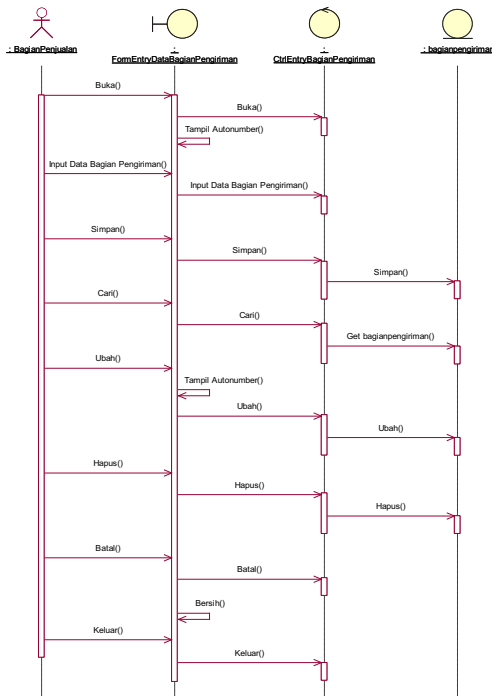 : BagianPenjualan
:
FormEntryDataBagianPengiriman
:
CtrlEntryBagianPengiriman
: bagianpengiriman
Buka()
Buka()
Tampil Autonumber()
Input Data Bagian Pengiriman()
Input Data Bagian Pengiriman()
Simpan()
Simpan()
Simpan()
Cari()
Cari()
Get bagianpengiriman()
Ubah()
Tampil Autonumber()
Ubah()
Ubah()
Hapus()
Hapus()
Hapus()
Batal()
Batal()
Bersih()
Keluar()
Keluar()